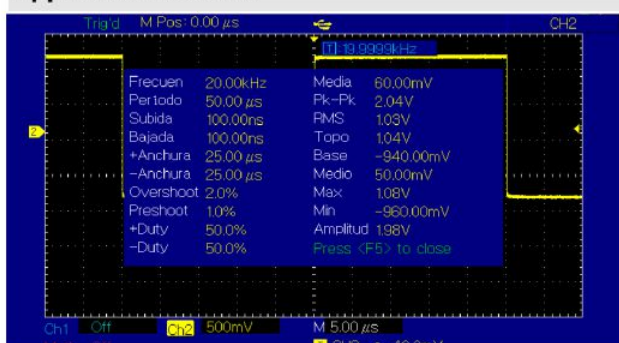 Trig'd M Pos: 0.00 µs CH2
T:19.9999kHz
Frecuen 20.00kHz Media 60.00mV
Período 50.00 µs Pk-Pk 2.04V
Subida 100.00ns RMS 1.03V
Bajada 100.00ns Topo 1.04V
+Anchura 25.00 µs Base -940.00mV
-Anchura 25.00 µs Medio 50.00mV
Overshoot 2.0% Max 1.08V
Preshoot 1.0% Min -960.00mV
+Duty 50.0% Amplitud 1.98V
-Duty 50.0% Press <F5> to close
2
Ch1 Off Ch2 500mV M 5.00 µs